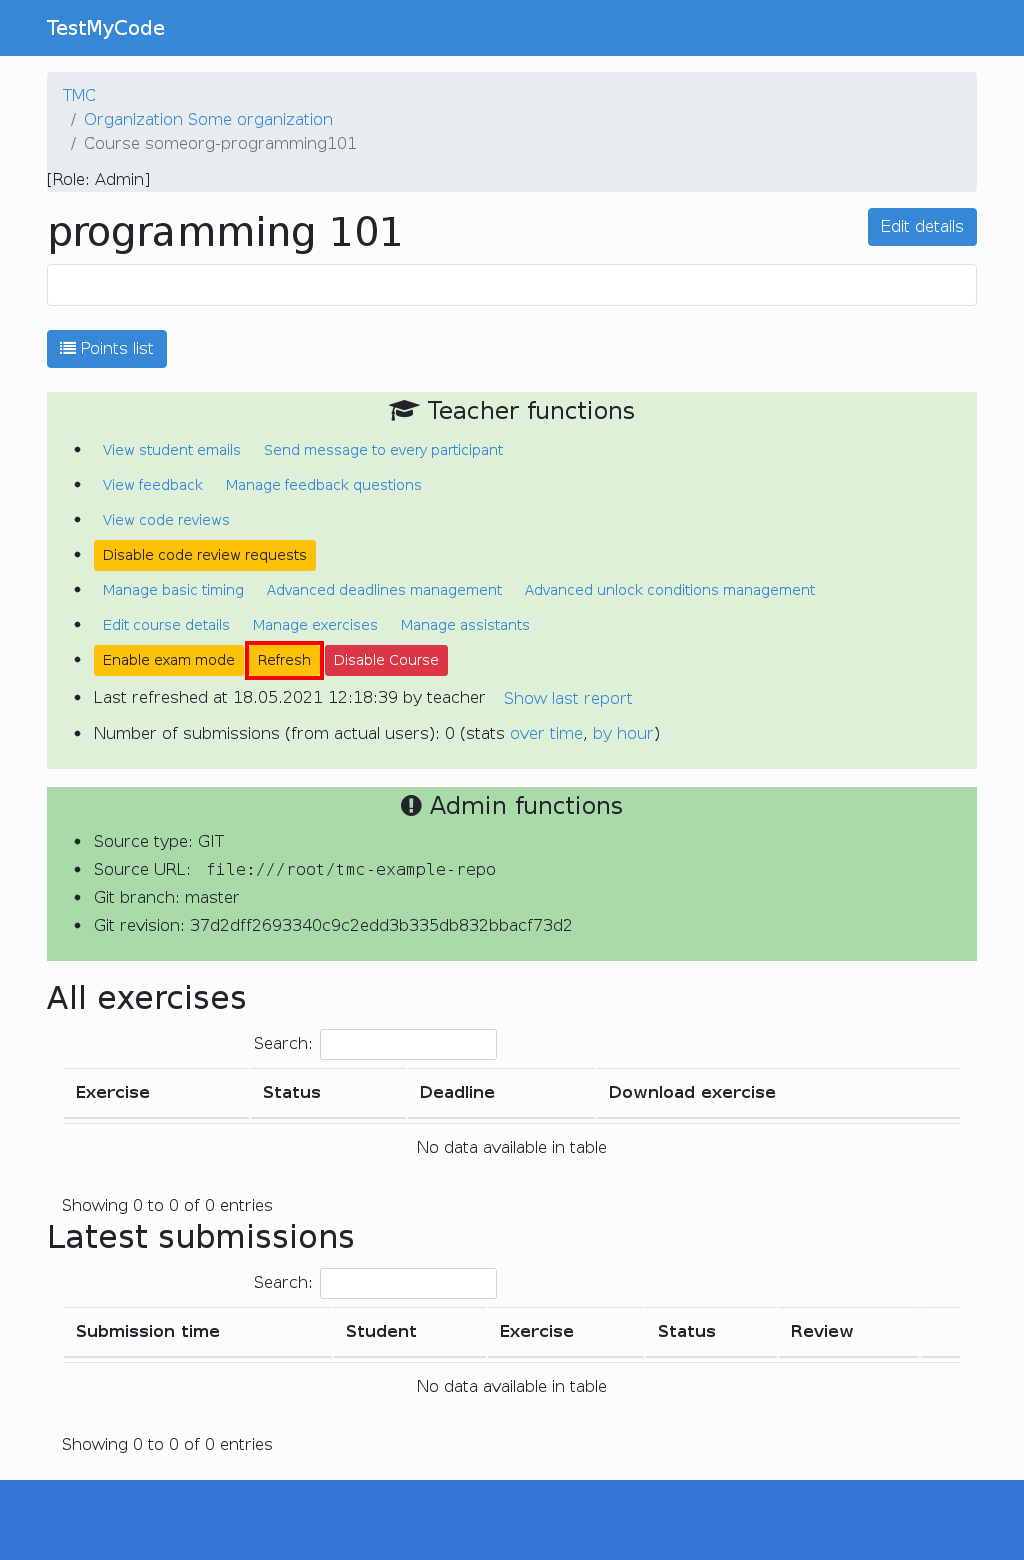 TestMyCode
TMC
/ Organization Some organization
/ Course someorg-programming101
[Role: Admin]
programming 101
Edit details
Points list
Teacher functions
View student emails Send message to every participant
View feedback Manage feedback questions
View code reviews
Disable code review requests
Manage basic timing Advanced deadlines management Advanced unlock conditions management
Edit course details Manage exercises Manage assistants
Enable exam mode Refresh Disable Course
Last refreshed at 18.05.2021 12:18:39 by teacher Show last report
Number of submissions (from actual users): 0 (stats over time, by hour)
Admin functions
Source type: GIT
Source URL: file:///root/tmc-example-repo
Git branch: master
Git revision: 37d2dff2693340c9c2edd3b335db832bbacf73d2
All exercises
Search:
Exercise Status Deadline Download exercise
No data available in table
Showing 0 to 0 of 0 entries
Latest submissions
Search:
Submission time Student Exercise Status Review
No data available in table
Showing 0 to 0 of 0 entries